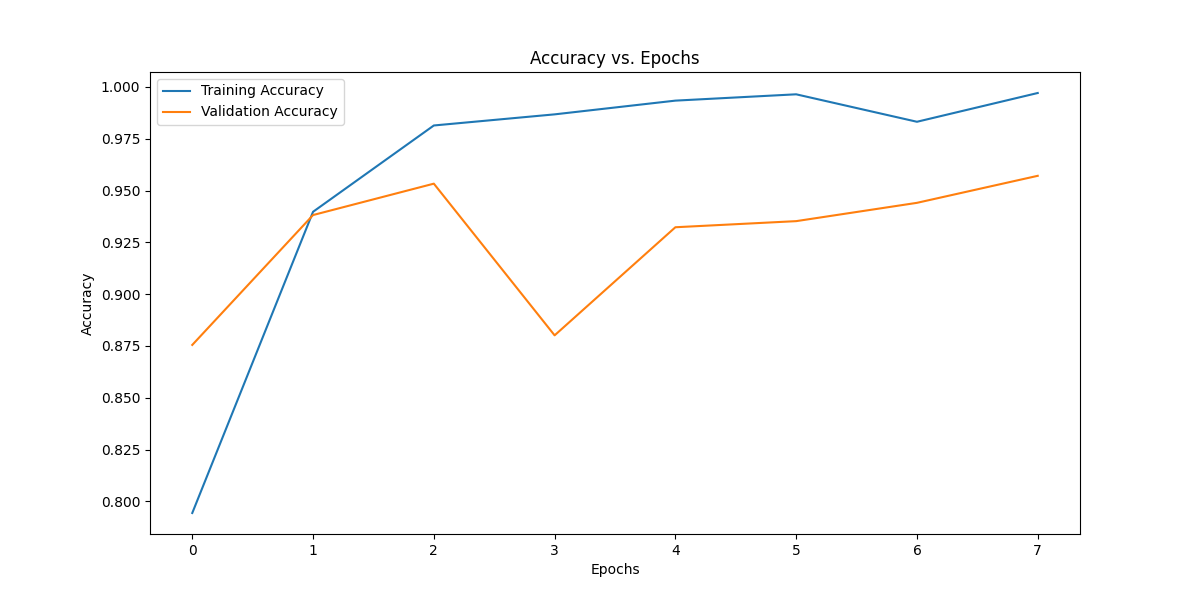 Accuracy vs. Epochs
Training Accuracy
Validation Accuracy
1.000
0.975
0.950
0.925
0.900
0.875
0.850
0.825
0.800
Accuracy
0 1 2 3 4 5 6 7
Epochs